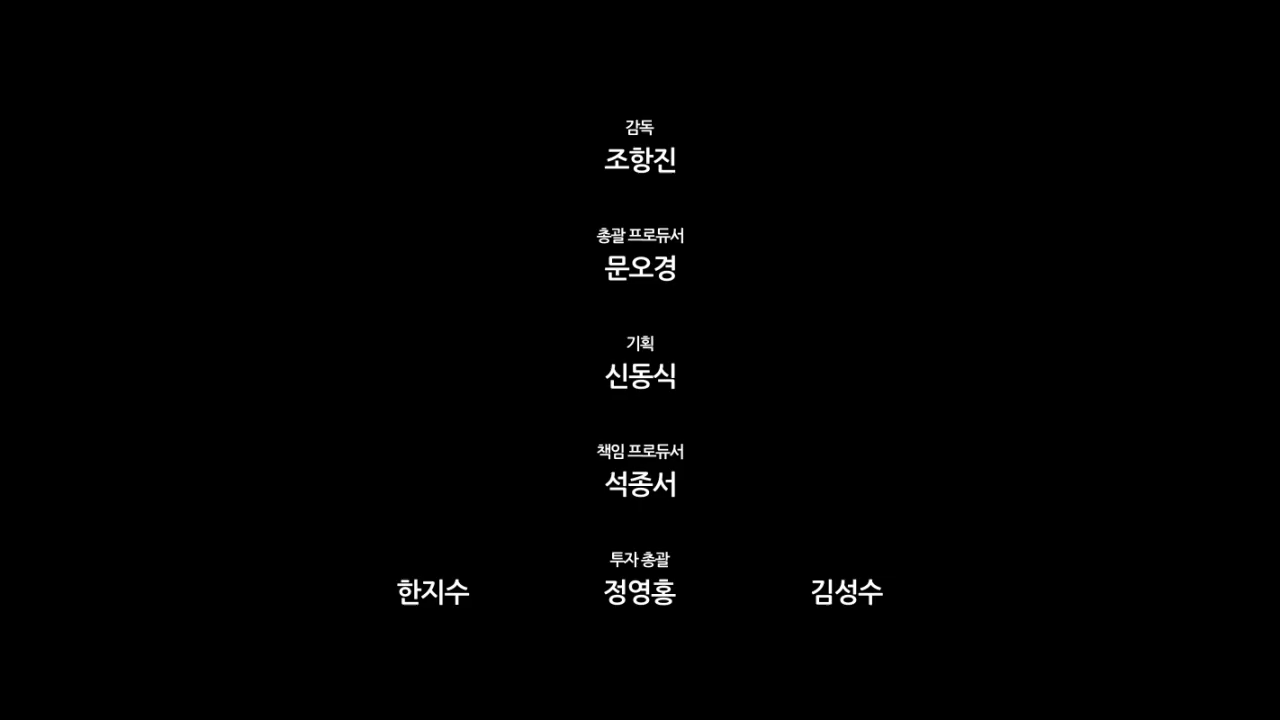 감독
조항진
총괄 프로듀서
문오경
기획
신동식
책임 프로듀서
석종서
투자 총괄
한지수 정영홍 김성수